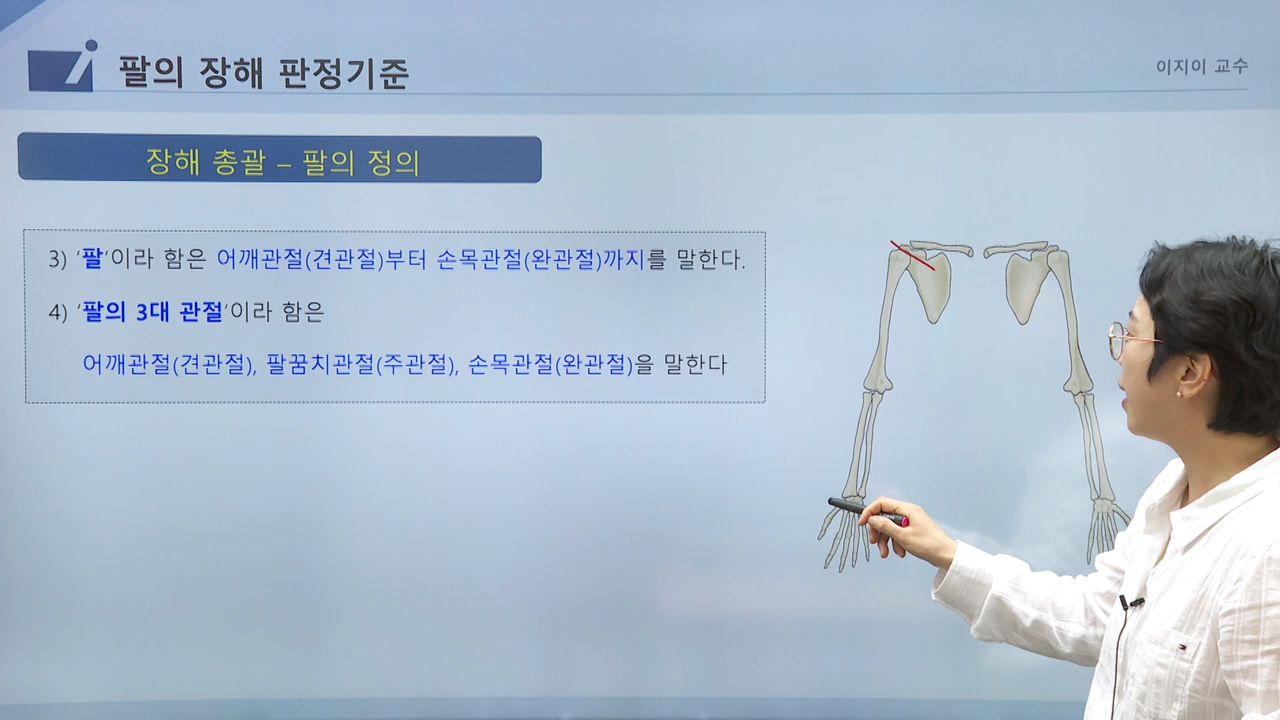 팔의 장해 판정기준
이지이 교수
장해 총괄 – 팔의 정의
3) ‘팔’이라 함은 어깨관절(견관절)부터 손목관절(완관절)까지를 말한다.
4) ‘팔의 3대 관절’이라 함은
어깨관절(견관절), 팔꿈치관절(주관절), 손목관절(완관절)을 말한다